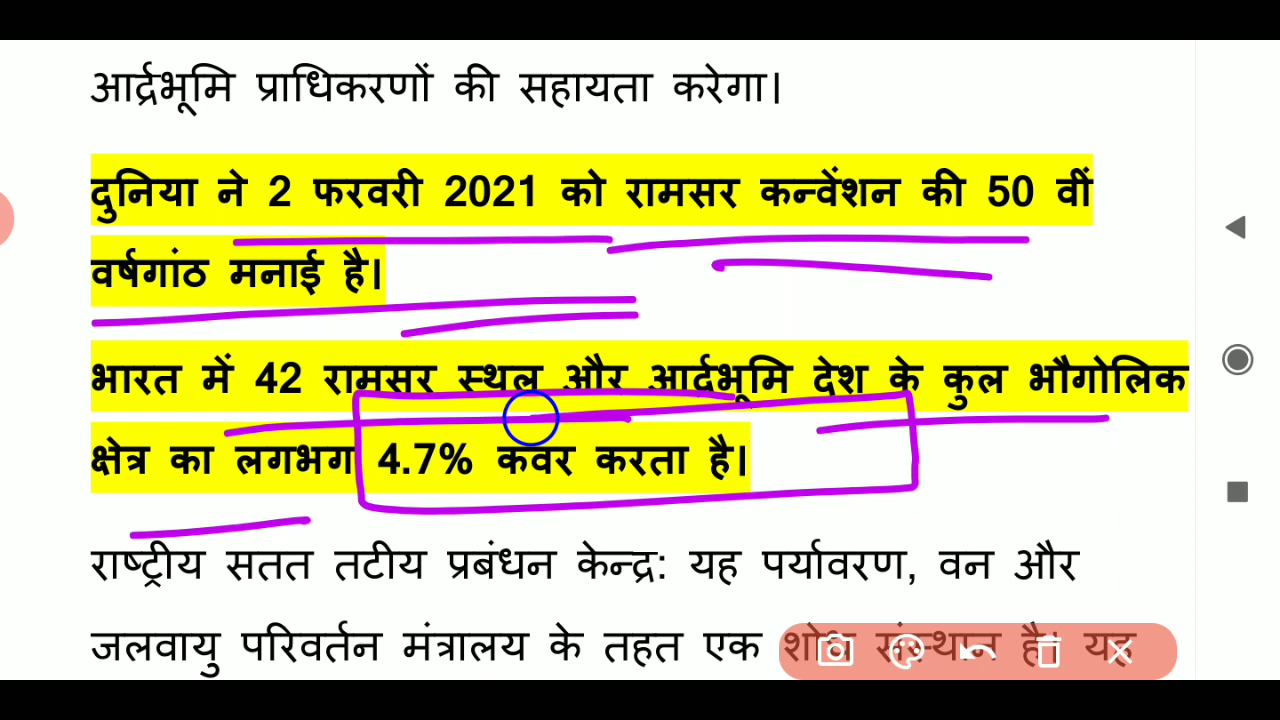 आर्द्रभूमि प्राधिकरणों की सहायता करेगा।
दुनिया ने 2 फरवरी 2021 को रामसर कन्वेंशन की 50 वीं
वर्षगांठ मनाई है।
भारत में 42 रामसर स्थल और आर्द्रभूमि देश के कुल भौगोलिक
क्षेत्र का लगभग 4.7% कवर करता है।
राष्ट्रीय सतत तटीय प्रबंधन केन्द्र: यह पर्यावरण, वन और
जलवायु परिवर्तन मंत्रालय के तहत एक शोध संस्थान है। यह